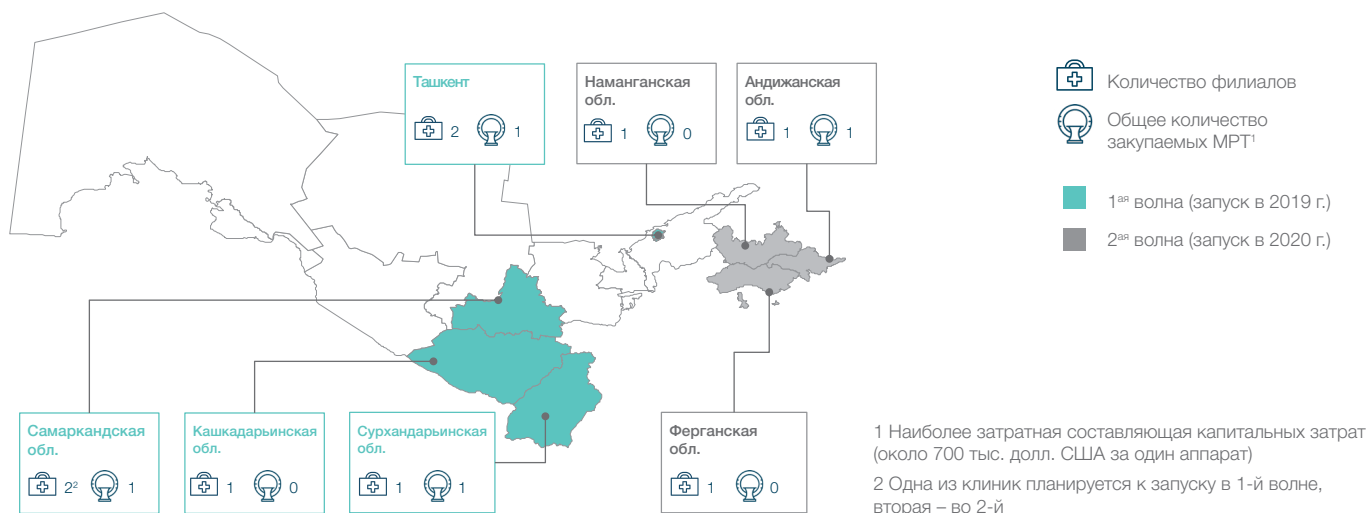 Ташкент
2 1
Наманганская
обл.
1 0
Андижанская
обл.
1 1
Количество филиалов
Общее количество
закупаемых МРТ¹
1ᵃᵟ волна (запуск в 2019 г.)
2ᵃᵟ волна (запуск в 2020 г.)
Самаркандская
обл.
2² 1
Кашкадарьинская
обл.
1 0
Сурхандарьинская
обл.
1 1
Ферганская
обл.
1 0
1 Наиболее затратная составляющая капитальных затрат
(около 700 тыс. долл. США за один аппарат)
2 Одна из клиник планируется к запуску в 1-й волне,
вторая – во 2-й